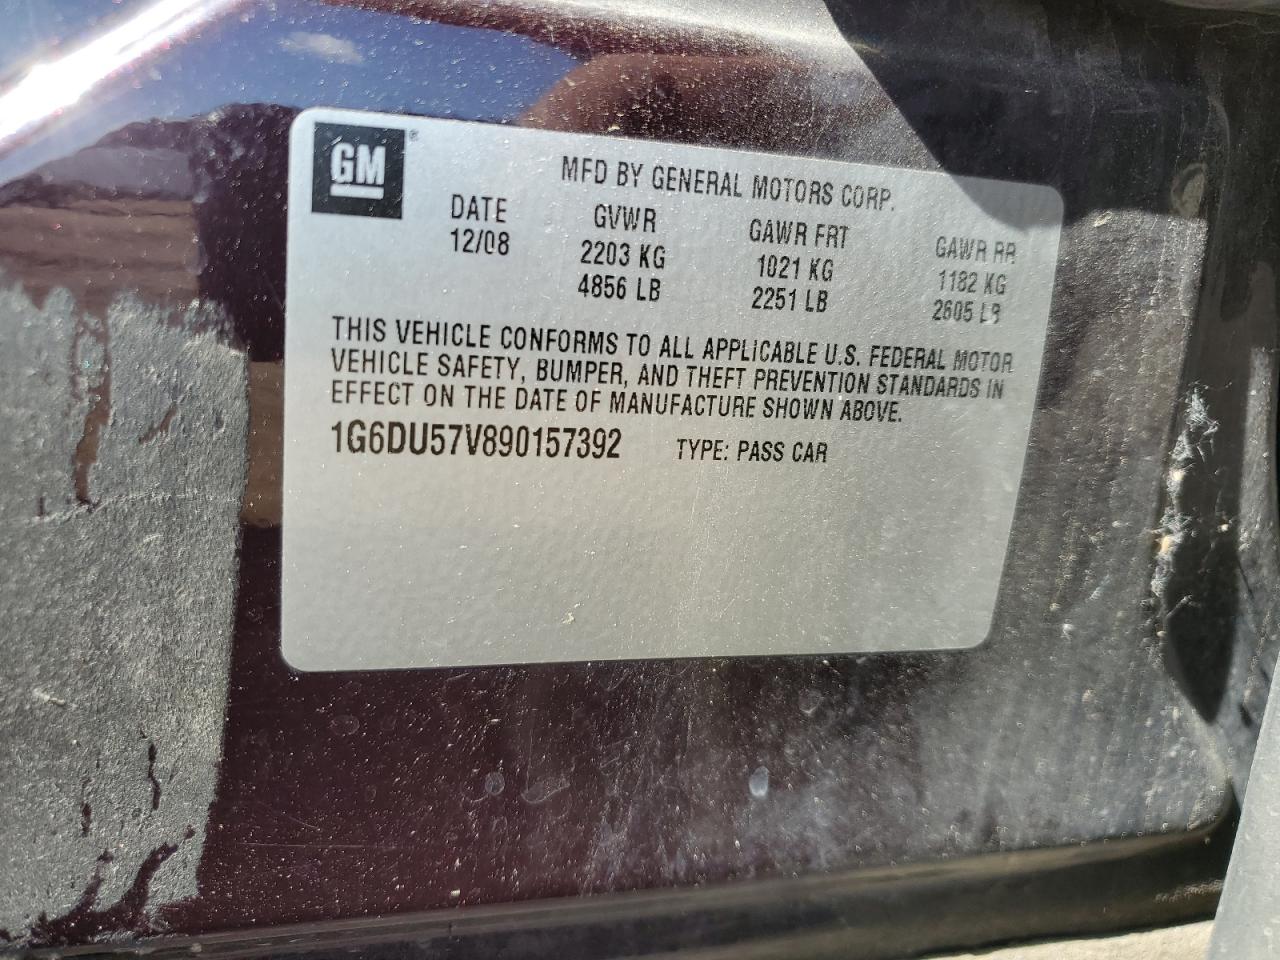 GM®
MFD BY GENERAL MOTORS CORP.
DATE GVWR GAWR FRT GAWR RR
12/08 2203 KG 1021 KG 1182 KG
4856 LB 2251 LB 2605 LB
THIS VEHICLE CONFORMS TO ALL APPLICABLE U.S. FEDERAL MOTOR
VEHICLE SAFETY, BUMPER, AND THEFT PREVENTION STANDARDS IN
EFFECT ON THE DATE OF MANUFACTURE SHOWN ABOVE.
1G6DU57V890157392 TYPE: PASS CAR